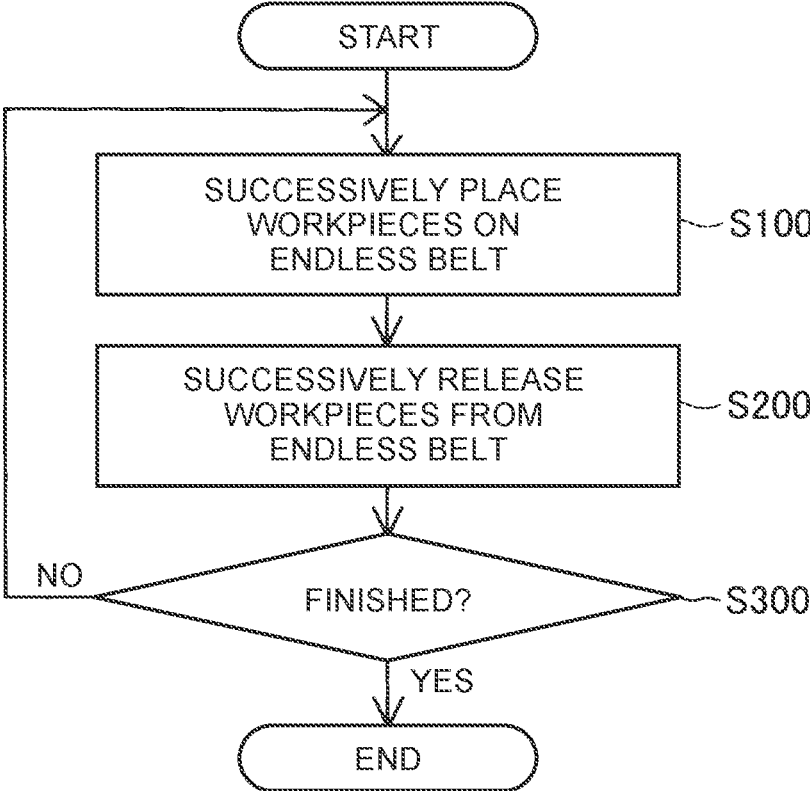 START
SUCCESSIVELY PLACE
WORKPIECES ON
ENDLESS BELT
S100
SUCCESSIVELY RELEASE
WORKPIECES FROM
ENDLESS BELT
S200
NO
FINISHED?
S300
YES
END